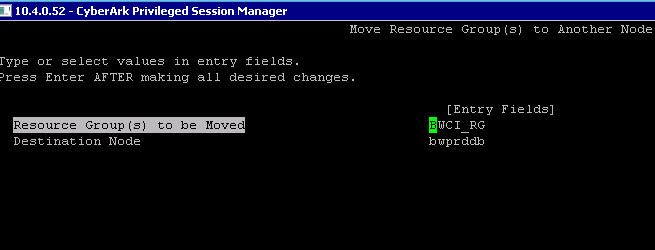 10.4.0.52 - CyberArk Privileged Session Manager
Move Resource Group(s) to Another Node
Type or select values in entry fields.
Press Enter AFTER making all desired changes.
[Entry Fields]
Resource Group(s) to be Moved BWCI_RG
Destination Node bwprddb